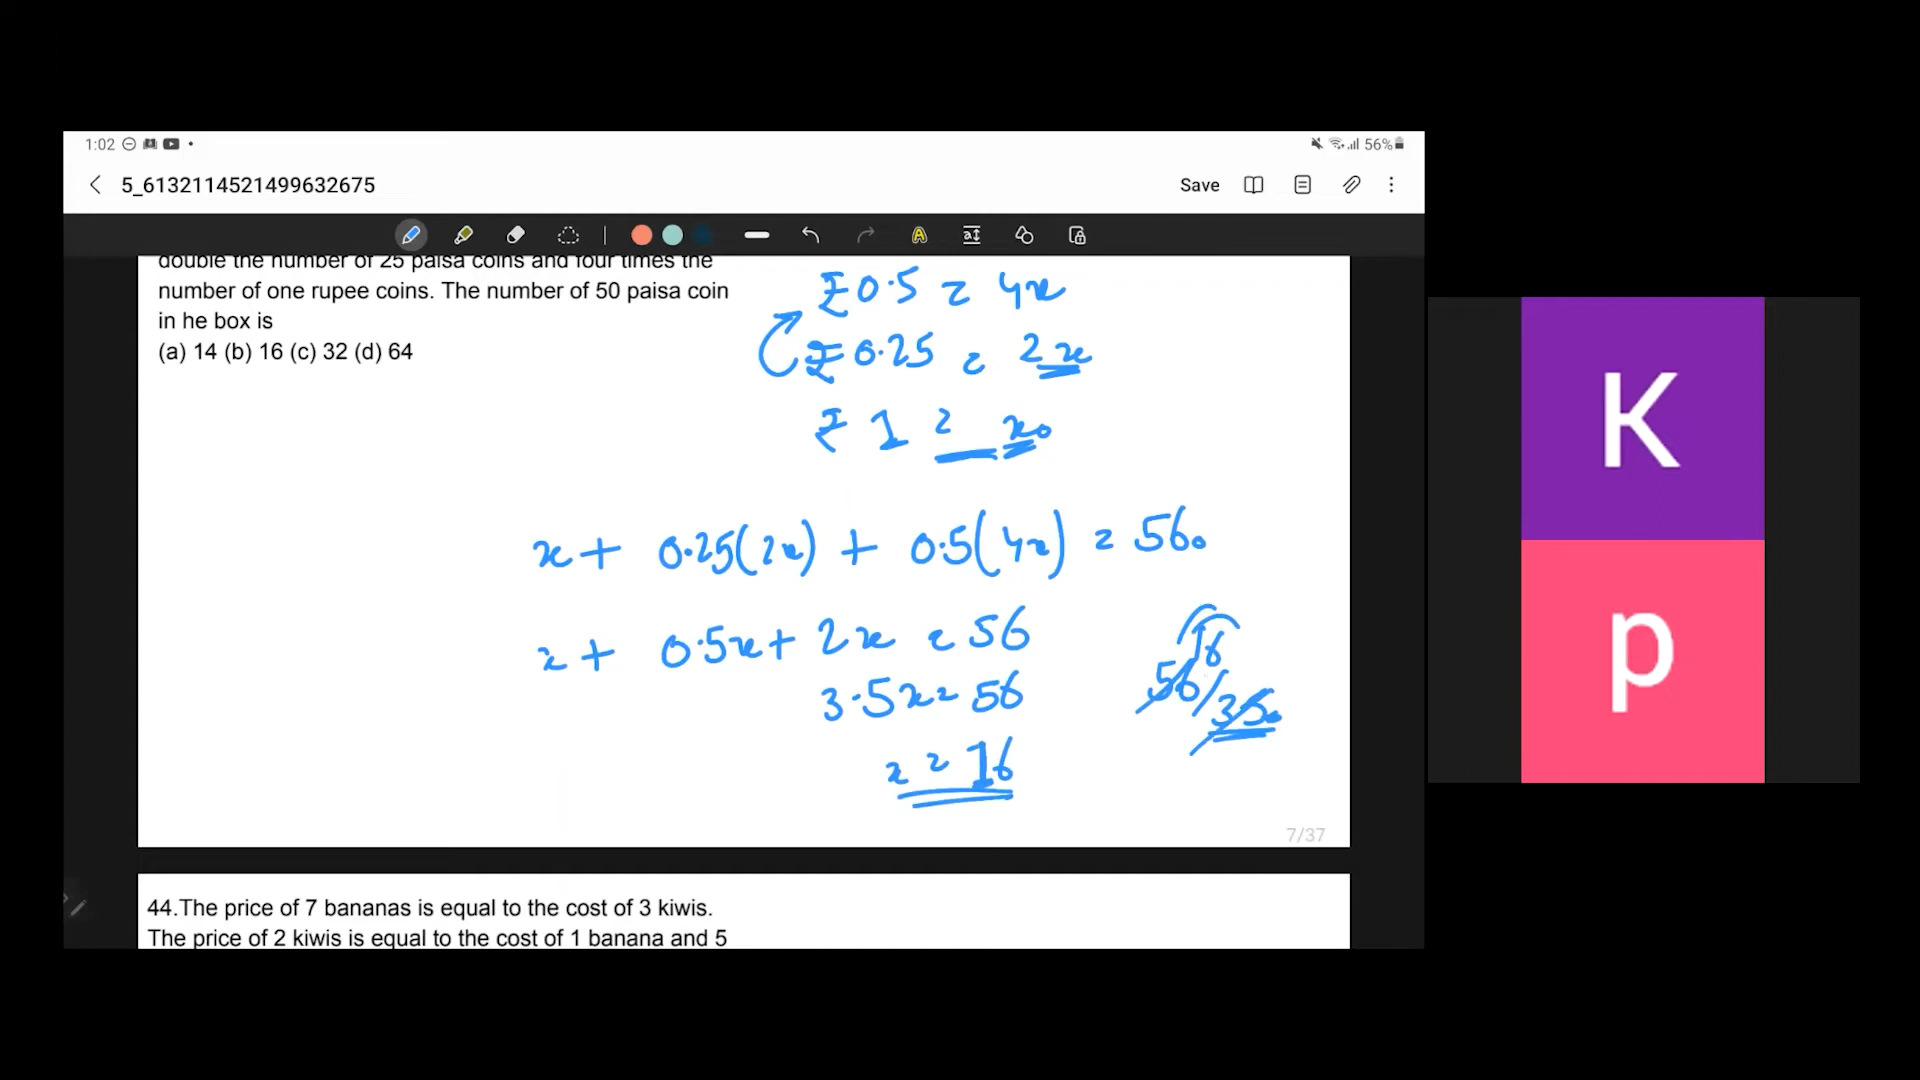 1:02 56%
5_6132114521499632675
Save
double the number of 25 paisa coins and four times the
number of one rupee coins. The number of 50 paisa coin
in he box is
(a) 14 (b) 16 (c) 32 (d) 64
₹0.5 = 4x
₹0.25 = 2x
₹ 1 = x
x + 0.25(2x) + 0.5(4x) = 56
x + 0.5x + 2x = 56
3.5x = 56
x = 16
16
56/3.5
7/37
44.The price of 7 bananas is equal to the cost of 3 kiwis.
The price of 2 kiwis is equal to the cost of 1 banana and 5
K
p